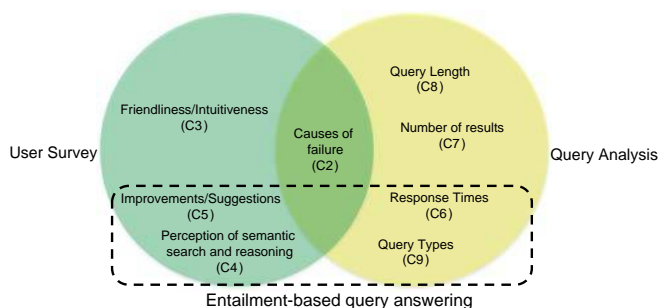 Query Length
(C8)
Friendliness/Intuitiveness
(C3)
Number of results
(C7)
Causes of
failure
(C2)
User Survey
Query Analysis
Improvements/Suggestions
(C5)
Response Times
(C6)
Perception of semantic
search and reasoning
(C4)
Query Types
(C9)
Entailment-based query answering